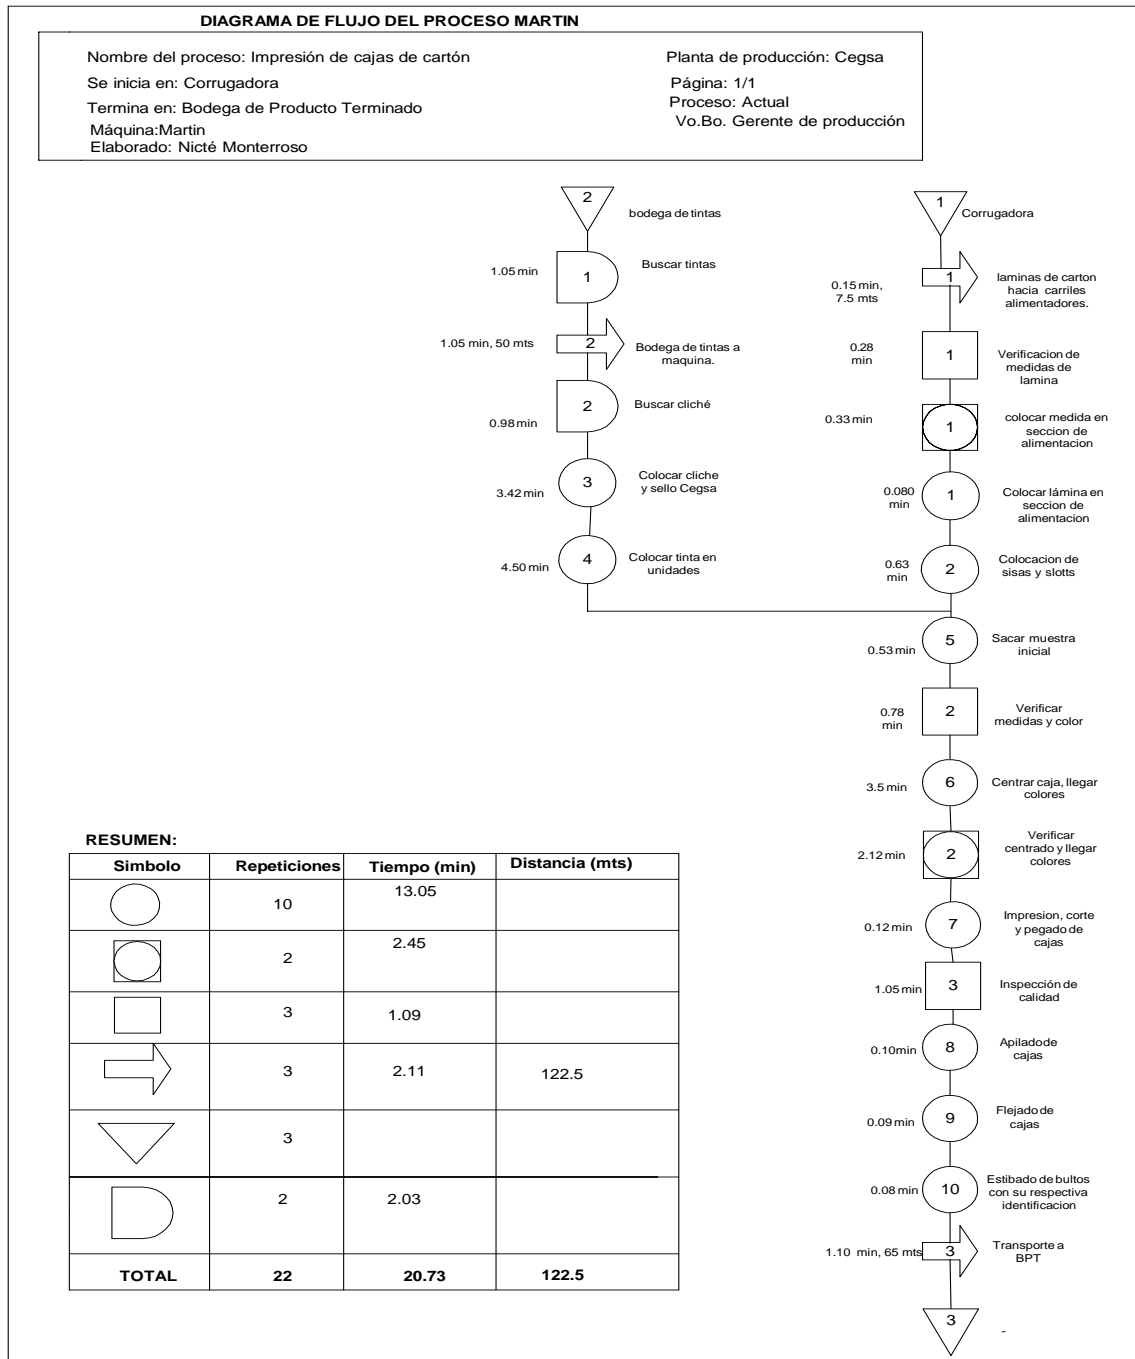 DIAGRAMA DE FLUJO DEL PROCESO MARTIN
Nombre del proceso: Impresión de cajas de cartón
Planta de producción: Cegsa
Se inicia en: Corrugadora
Página: 1/1
Termina en: Bodega de Producto Terminado
Proceso: Actual
Máquina:Martin
Vo.Bo. Gerente de producción
Elaborado: Nicté Monterroso
2
bodega de tintas
1.05 min
1
Buscar tintas
1.05 min, 50 mts
2
Bodega de tintas a
maquina.
0.98 min
2
Buscar cliché
3.42 min
3
Colocar cliche
y sello Cegsa
4.50 min
4
Colocar tinta en
unidades
1
Corrugadora
0.15 min,
7.5 mts
1
laminas de carton
hacia carriles
alimentadores.
0.28
min
1
Verificacion de
medidas de
lamina
0.33 min
1
colocar medida en
seccion de
alimentacion
0.080
min
1
Colocar lámina en
seccion de
alimentacion
0.63
min
2
Colocacion de
sisas y slotts
0.53 min
5
Sacar muestra
inicial
0.78
min
2
Verificar
medidas y color
3.5 min
6
Centrar caja, llegar
colores
2.12 min
2
Verificar
centrado y llegar
colores
0.12 min
7
Impresion, corte
y pegado de
cajas
1.05 min
3
Inspección de
calidad
0.10min
8
Apilado de
cajas
0.09 min
9
Flejado de
cajas
0.08 min
10
Estibado de bultos
con su respectiva
identificacion
1.10 min, 65 mts
3
Transporte a
BPT
3
-
RESUMEN:
Simbolo Repeticiones Tiempo (min) Distancia (mts)
10 13.05
2 2.45
3 1.09
3 2.11 122.5
3
2 2.03
TOTAL 22 20.73 122.5